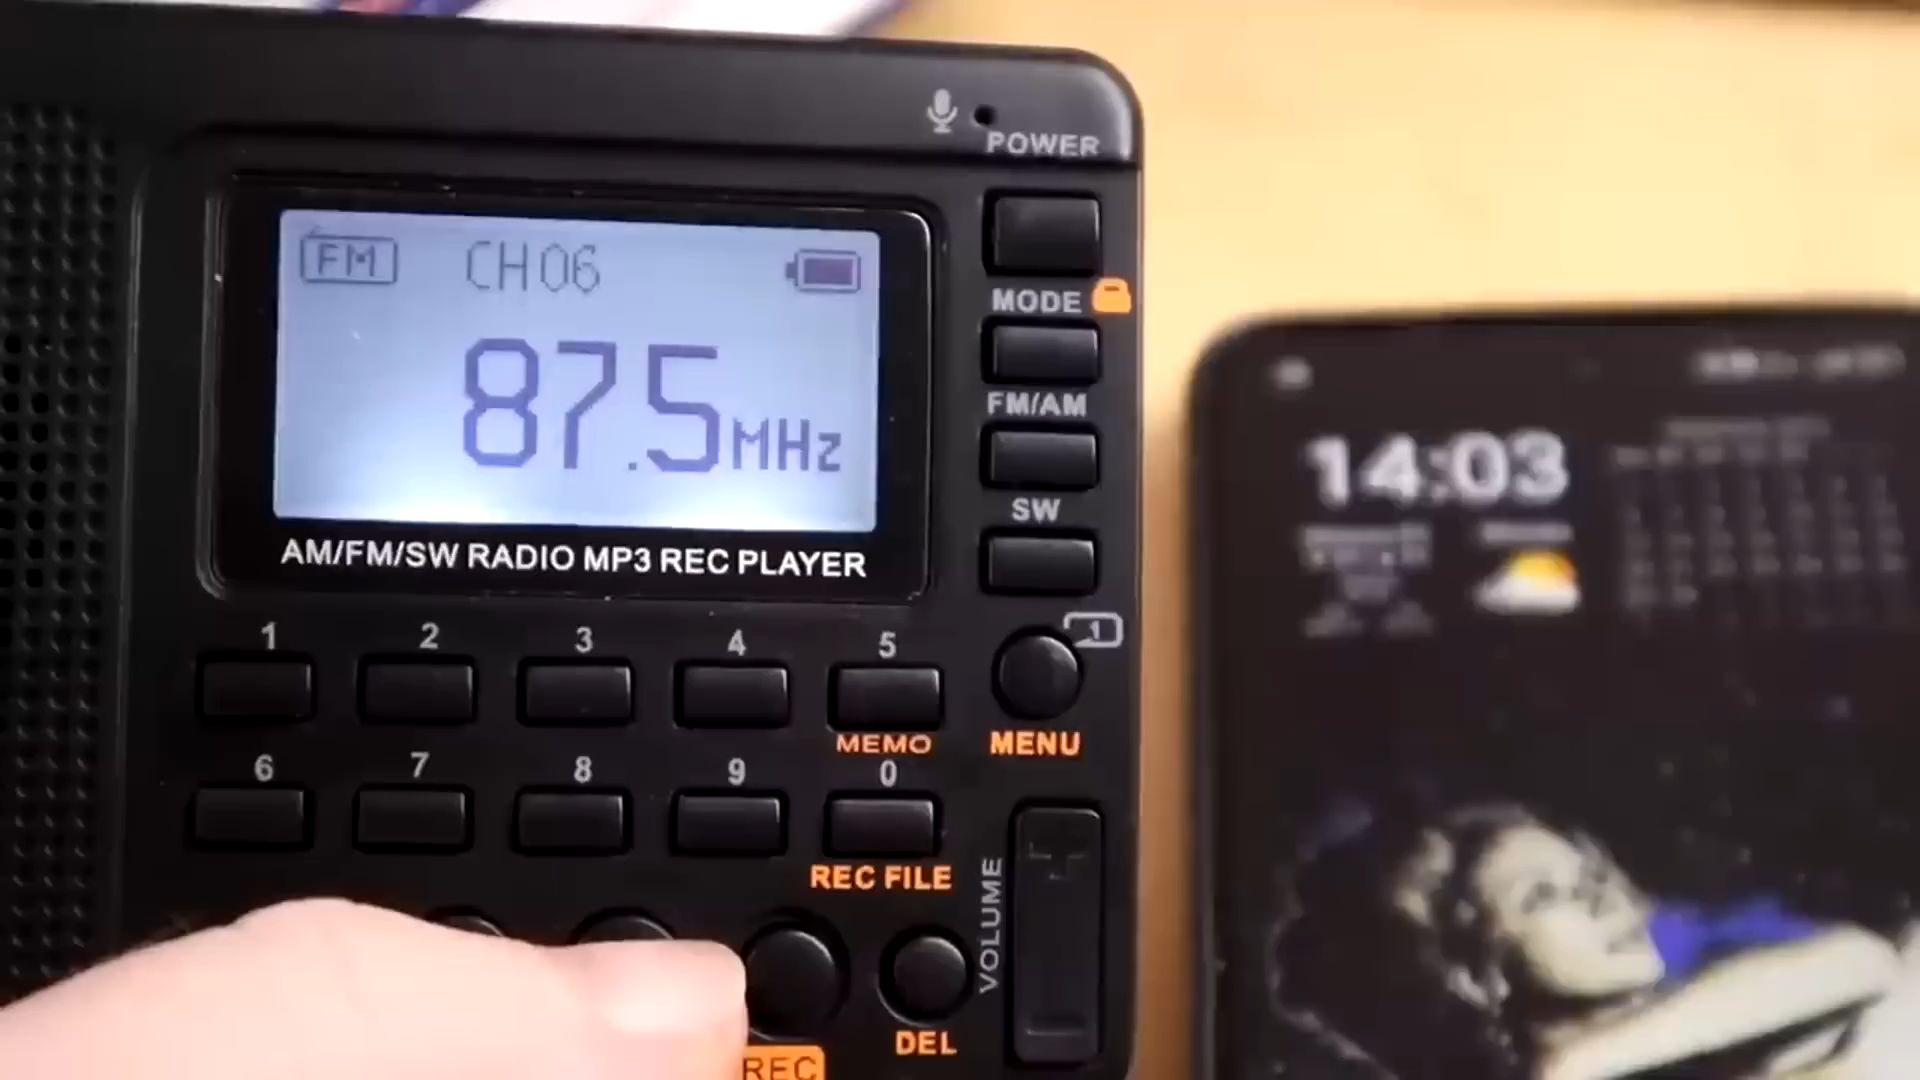 POWER
FM CH06
87.5MHz
AM/FM/SW RADIO MP3 REC PLAYER
MODE
FM/AM
SW
1
1 2 3 4 5
MEMO
MENU
6 7 8 9 0
REC FILE
VOLUME
DEL
REC
14:03